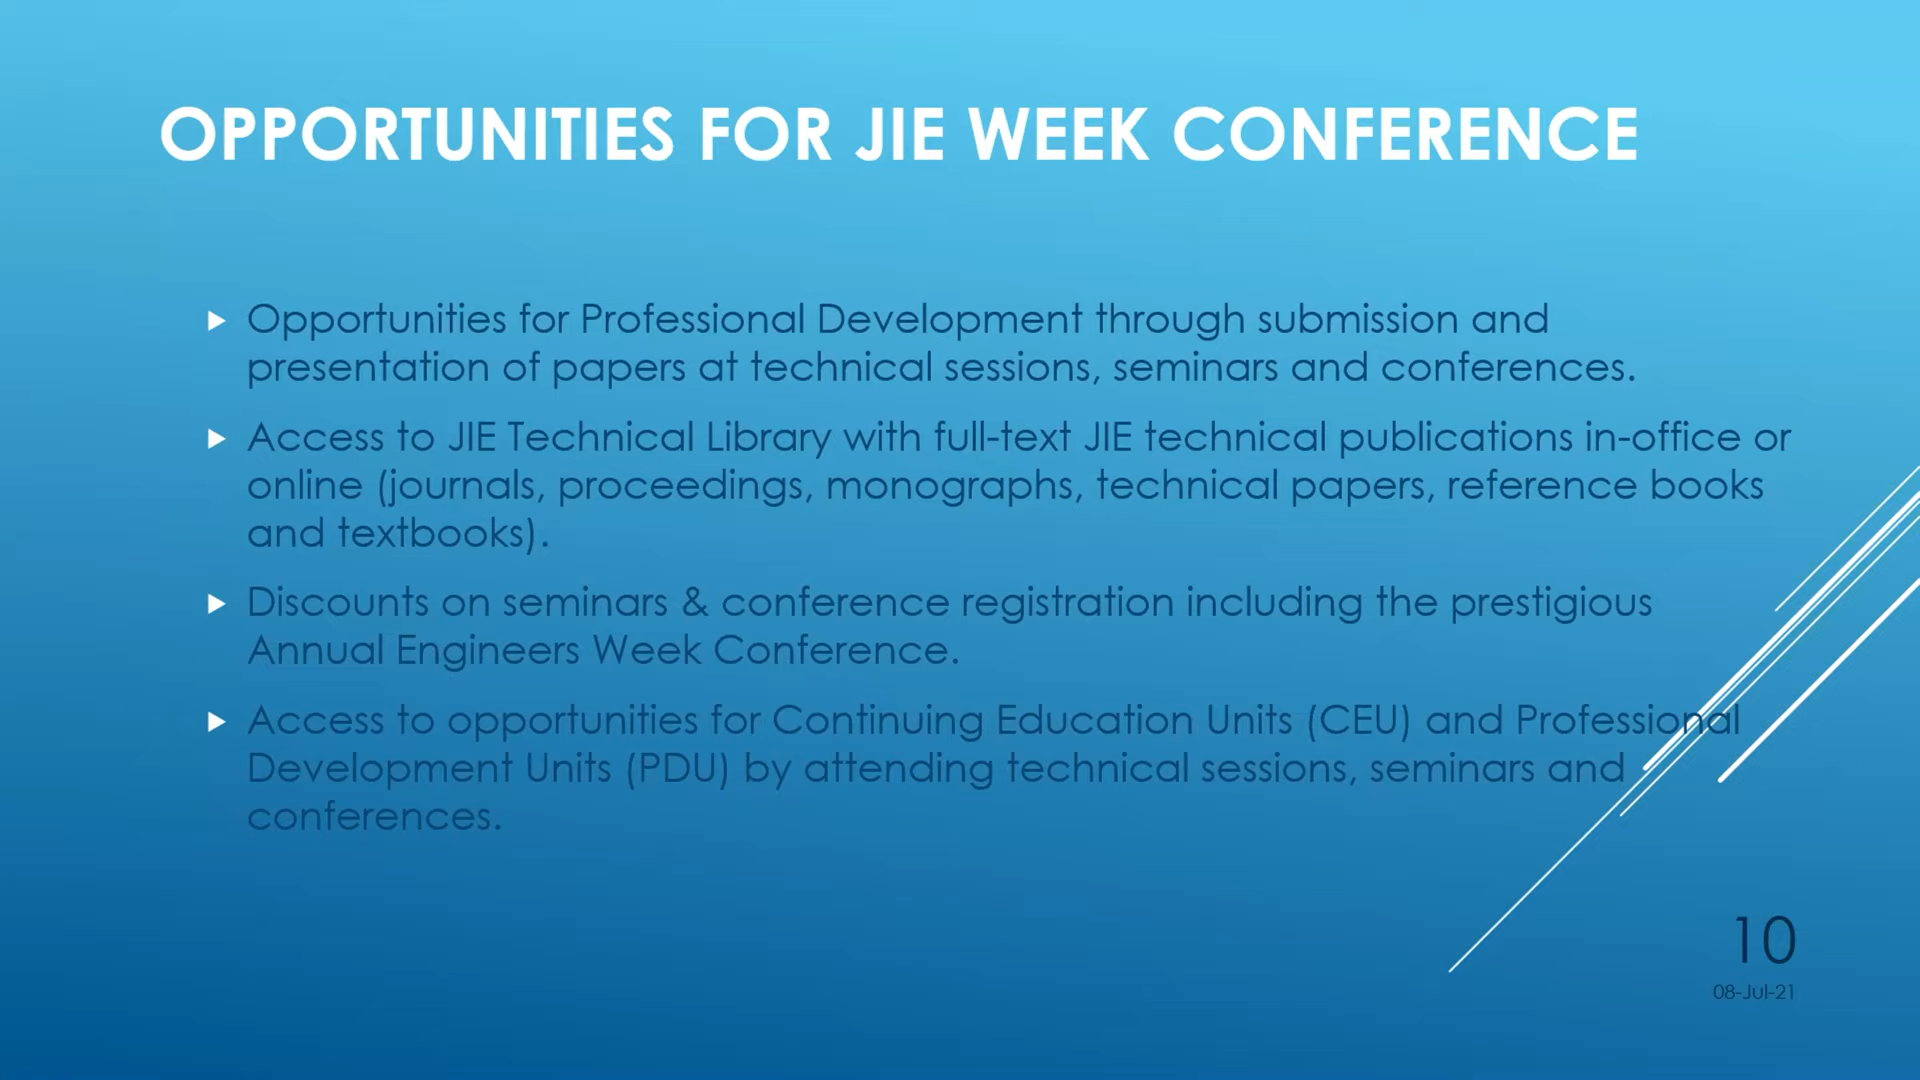 OPPORTUNITIES FOR JIE WEEK CONFERENCE
Opportunities for Professional Development through submission and
presentation of papers at technical sessions, seminars and conferences.
Access to JIE Technical Library with full-text JIE technical publications in-office or
online (journals, proceedings, monographs, technical papers, reference books
and textbooks).
Discounts on seminars & conference registration including the prestigious
Annual Engineers Week Conference.
Access to opportunities for Continuing Education Units (CEU) and Professional
Development Units (PDU) by attending technical sessions, seminars and
conferences.
10
08-Jul-21